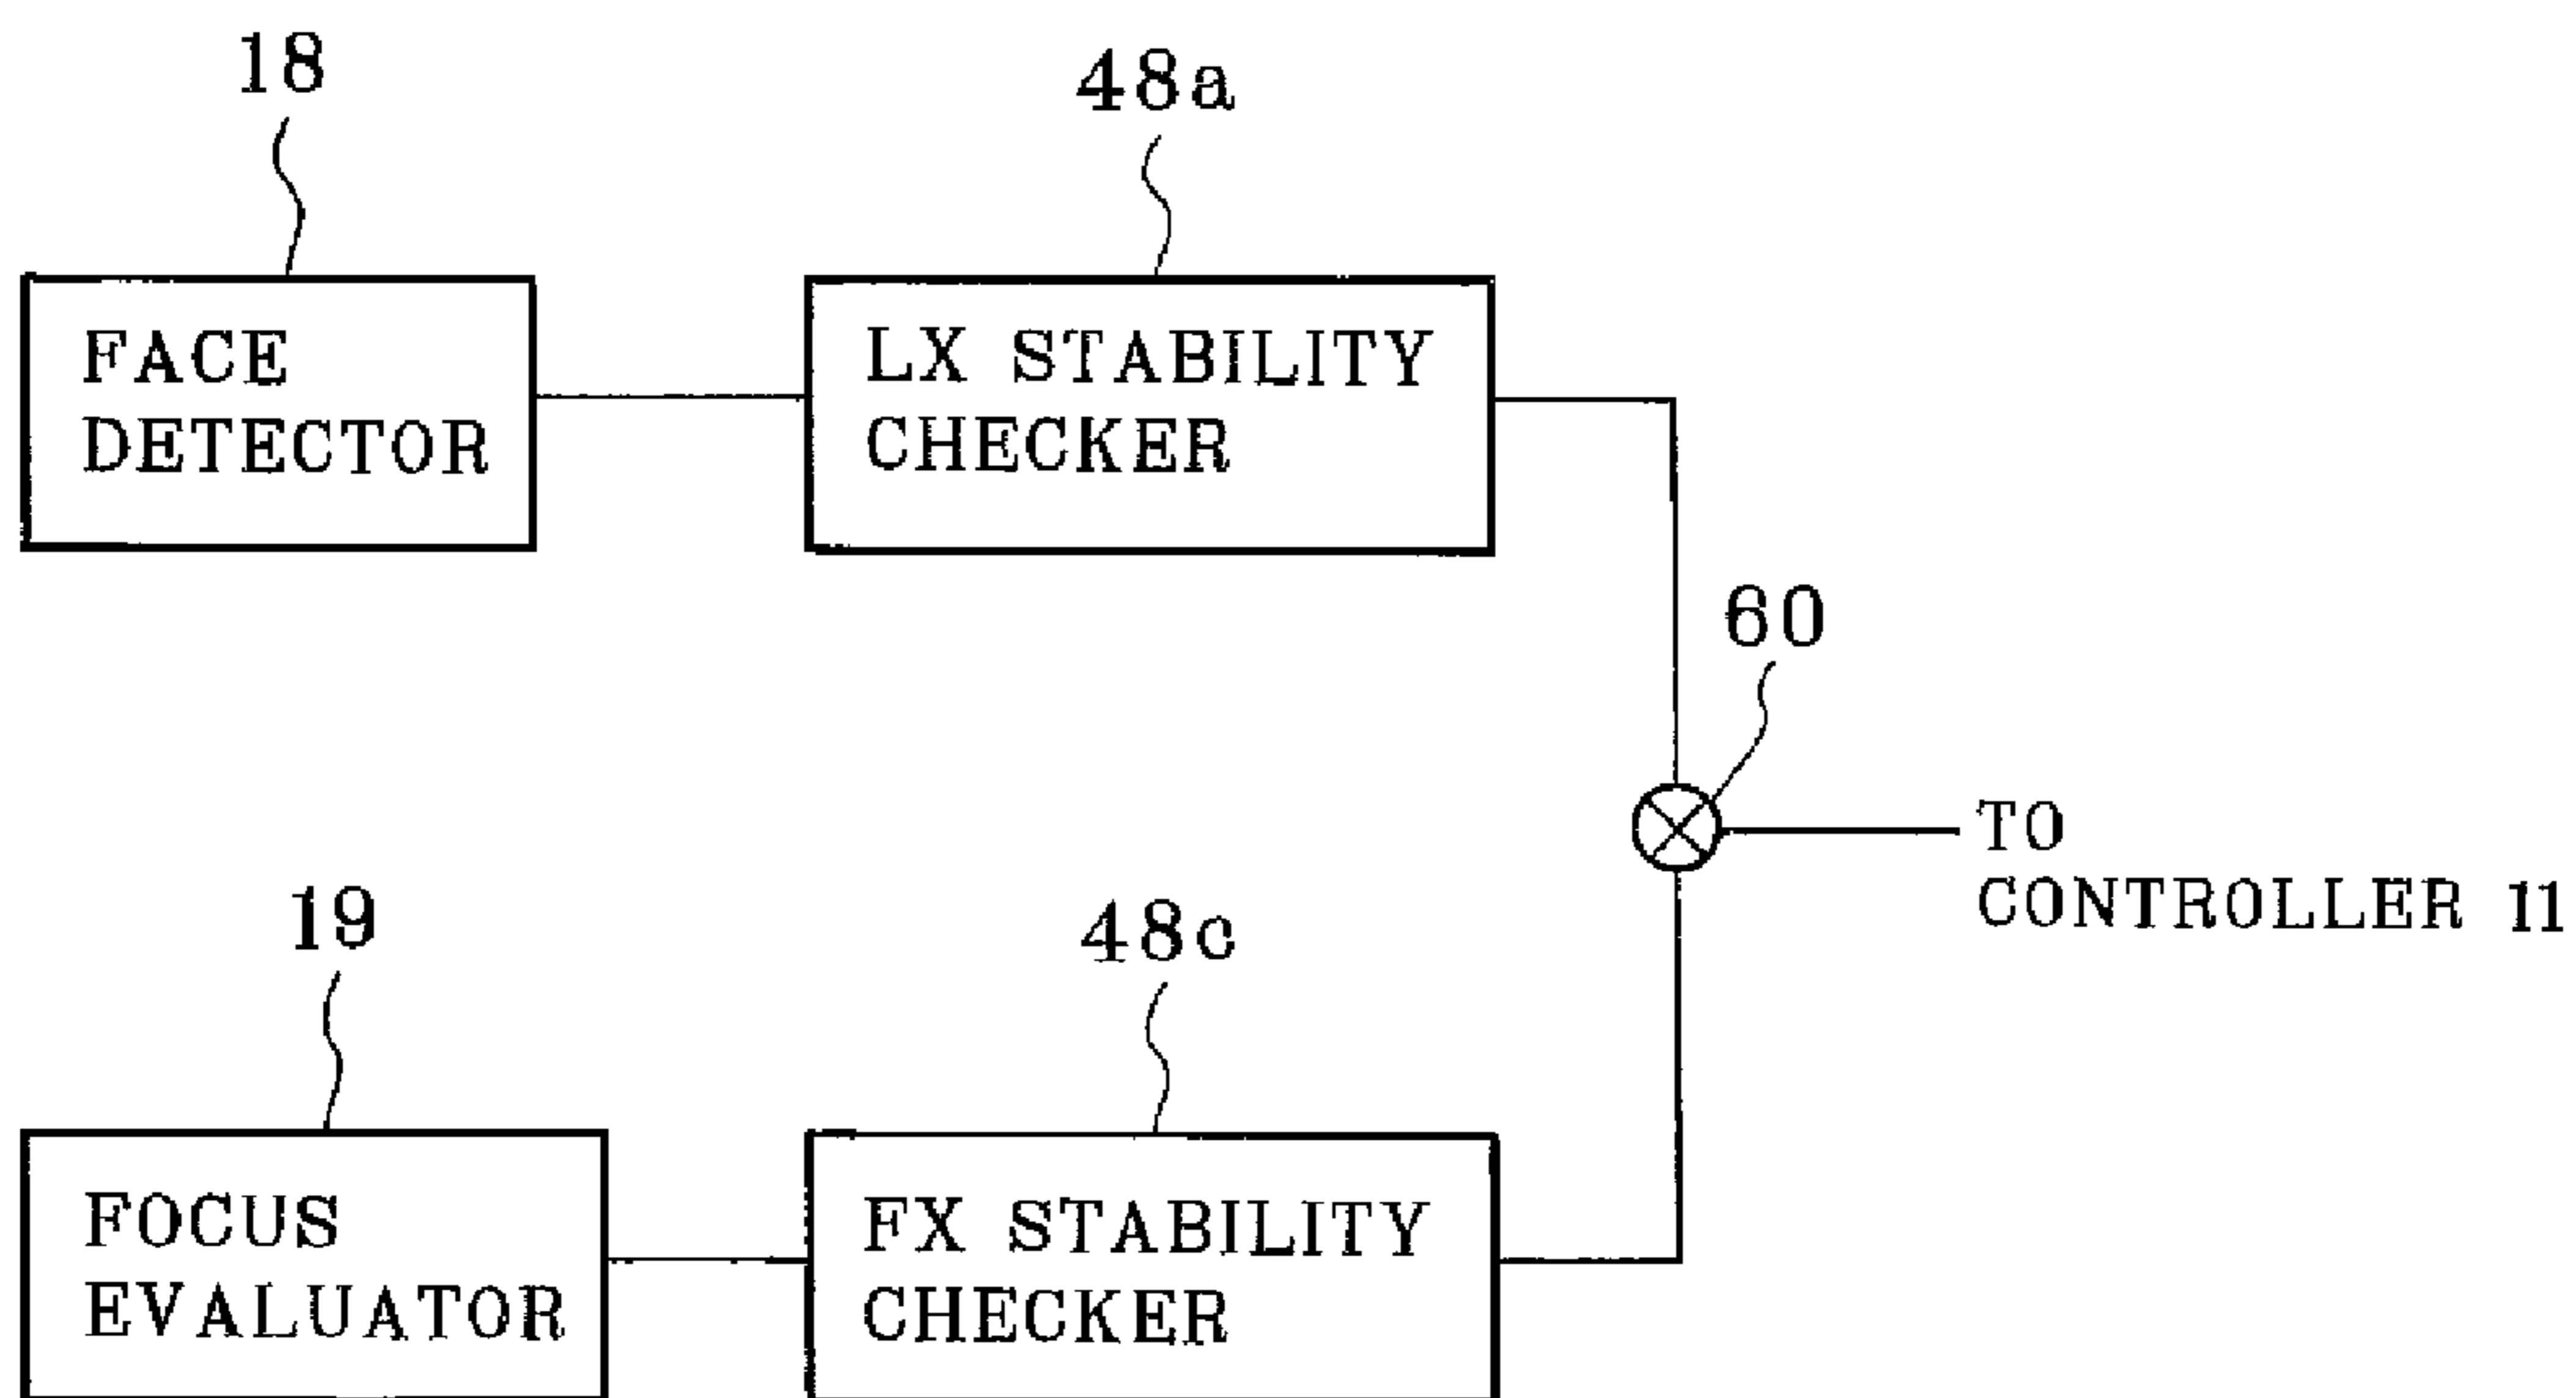 18
48a
FACE
DETECTOR
LX STABILITY
CHECKER
60
TO
CONTROLLER 11
19
48c
FOCUS
EVALUATOR
FX STABILITY
CHECKER